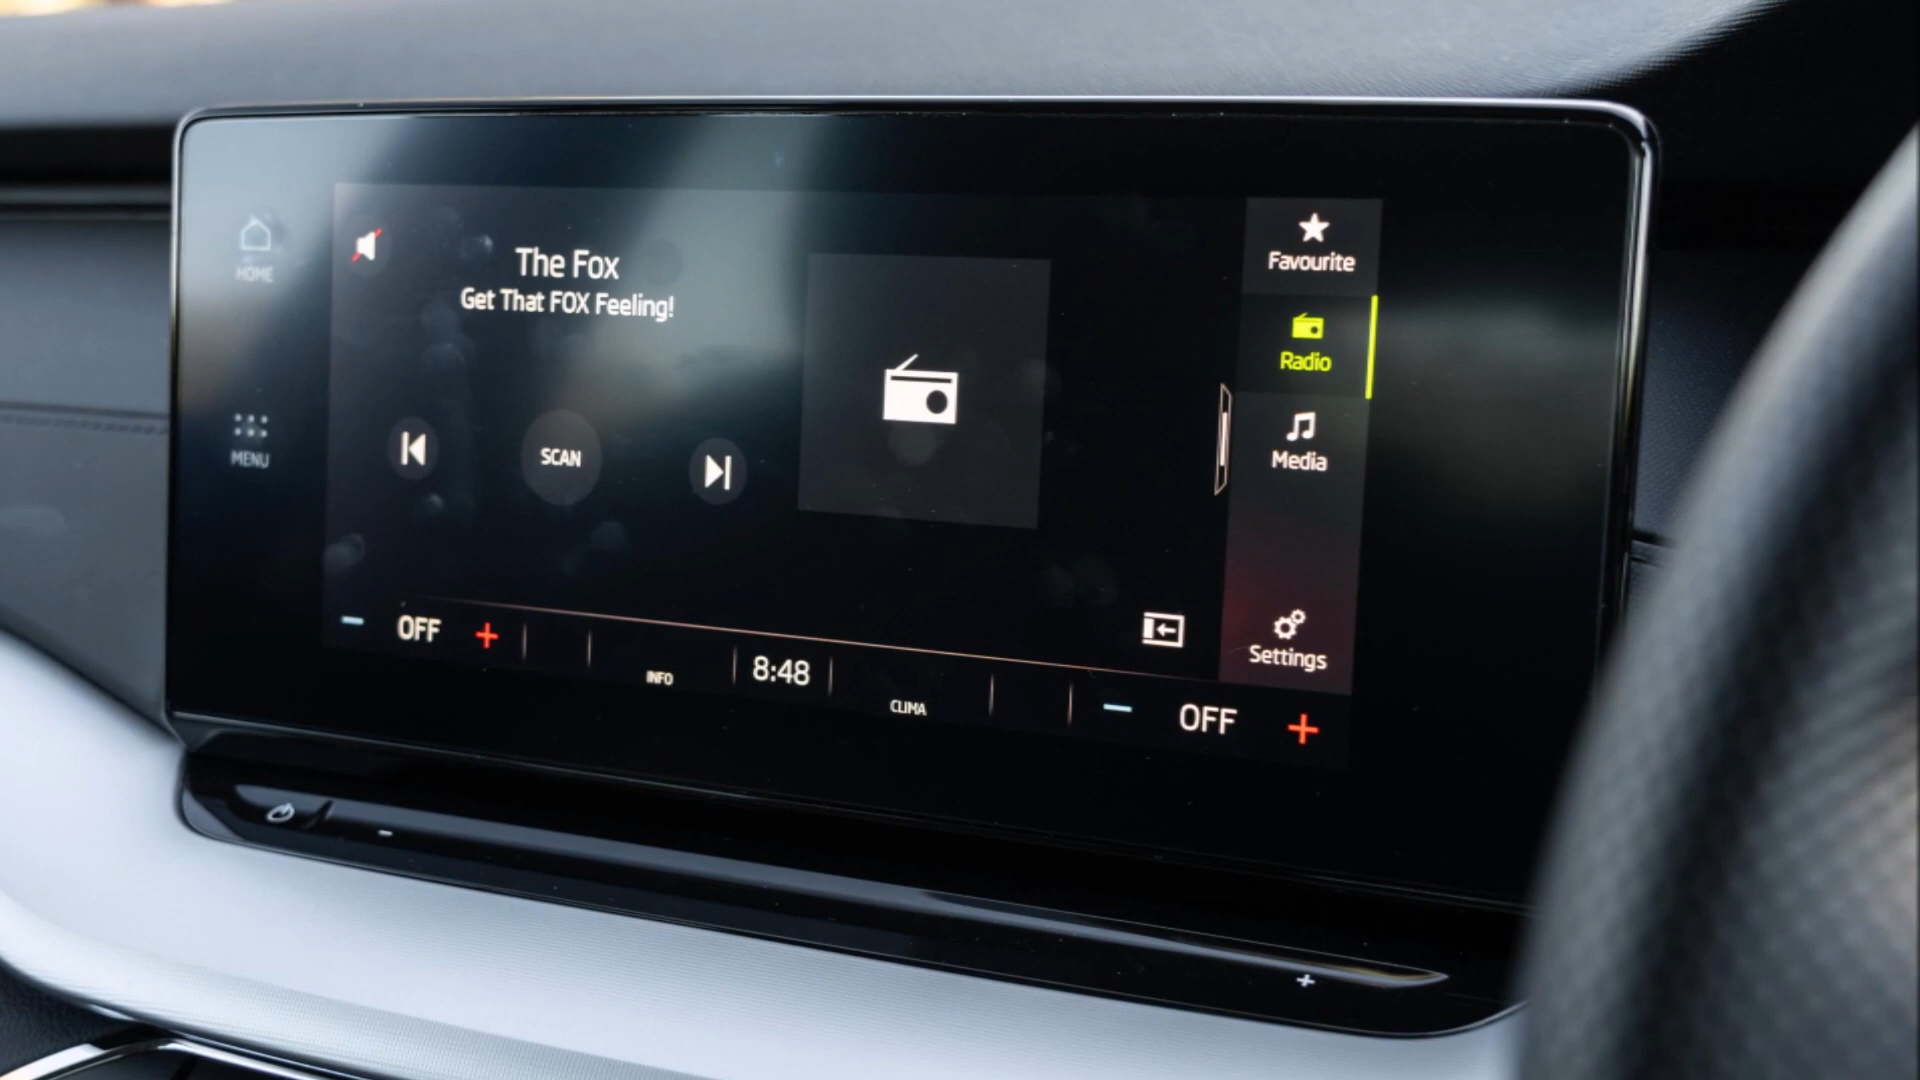 HOME
MENU
The Fox
Get That FOX Feeling!
SCAN
Favourite
Radio
Media
Settings
- OFF +
INFO
8:48
CLIMA
- OFF +
- +